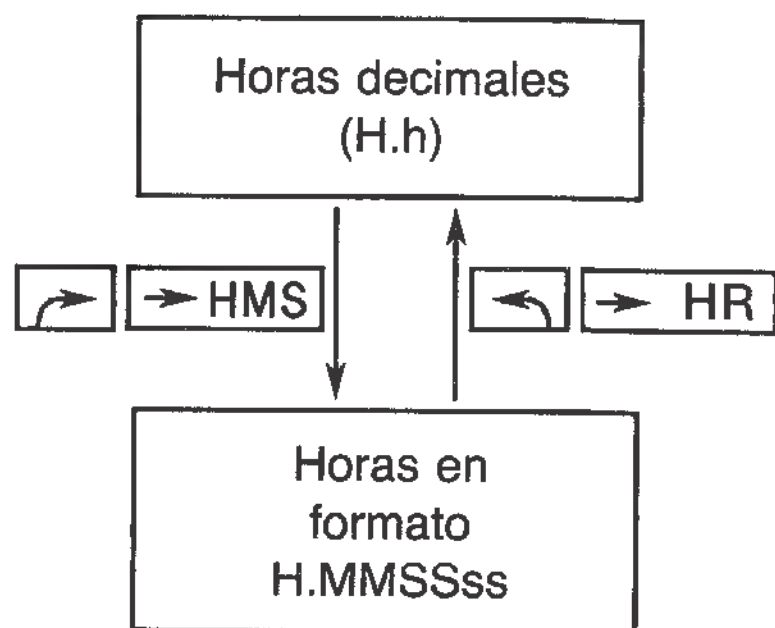 Horas decimales
(H.h)
→ HMS
→ HR
Horas en
formato
H.MMSSss